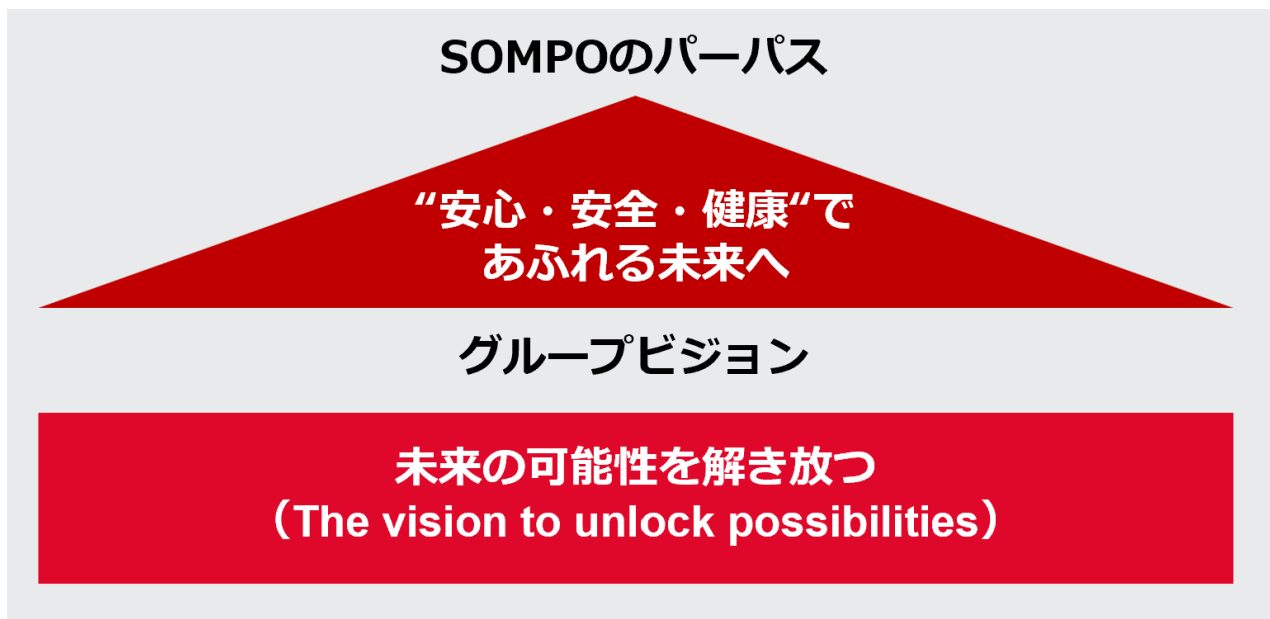 SOMPOのパーパス
“安心・安全・健康“で
あふれる未来へ
グループビジョン
未来の可能性を解き放つ
（The vision to unlock possibilities）